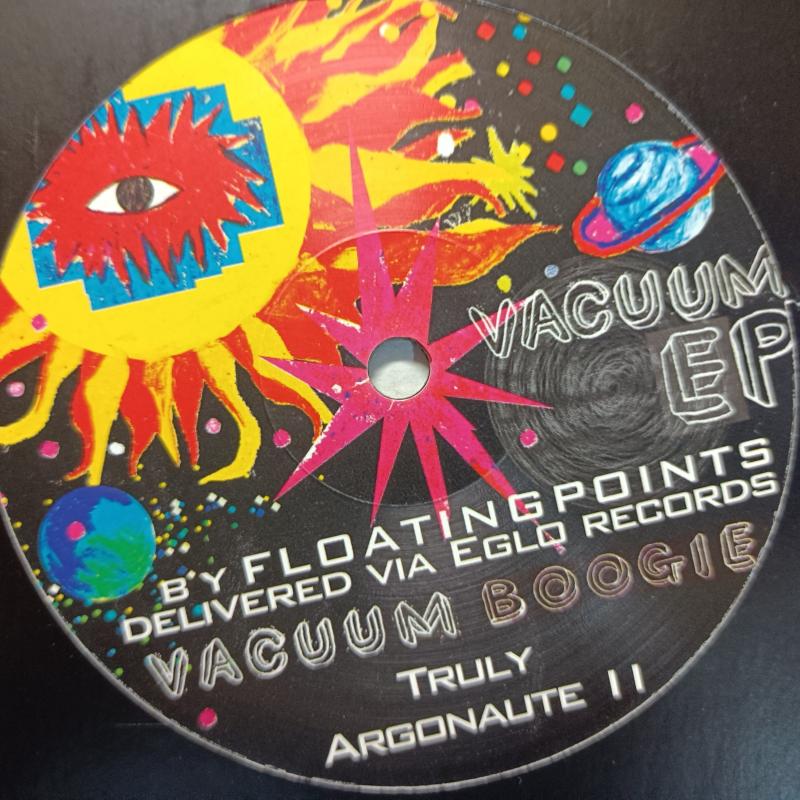 VACUUM
EP
BY FLOATINGPOINTS
DELIVERED VIA EGLO RECORDS
VACUUM BOOGIE
TRULY
ARGONAUTE II